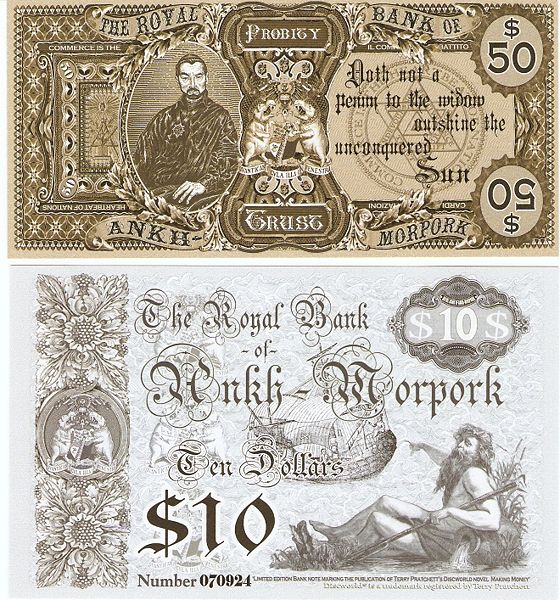 THE ROYAL BANK OF
$
50
COMMERCE IS THE
PROBITY
IL
Doth not a
penny to the widow
outshine the
unconquered
Sun
HEARTBEAT OF NATIONS
TRUST
50
$
ANKH-MORPORK
The Royal Bank
-of-
Ankh-Morpork
$10$
Ten Dollars
$10
Number 070924
'LIMITED EDITION BANK NOTE MARKING THE PUBLICATION OF TERRY PRATCHETT'S DISCWORLD NOVEL MAKING MONEY'
Discworld® is a trademark registered by Terry Pratchett